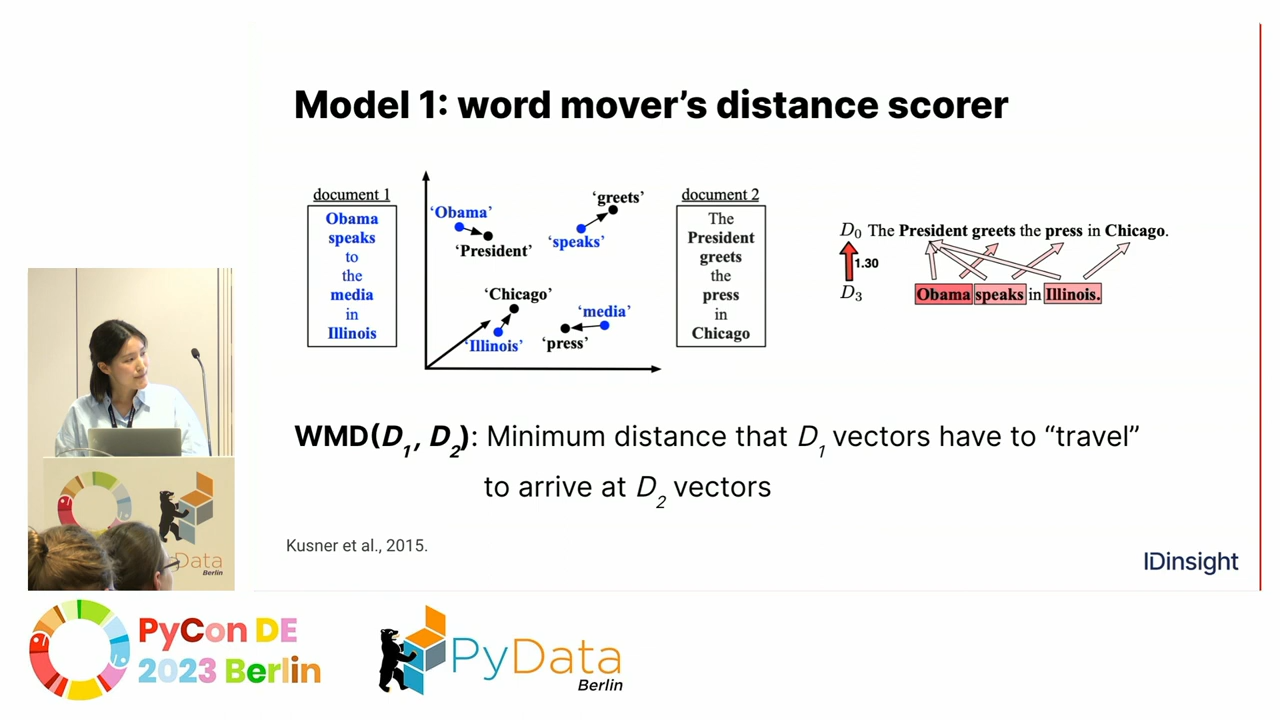 Model 1: word mover’s distance scorer
document 1
Obama
speaks
to
the
media
in
Illinois
‘Obama’
‘President’
‘greets’
‘speaks’
‘Chicago’
‘Illinois’
‘media’
‘press’
document 2
The
President
greets
the
press
in
Chicago
D0 The President greets the press in Chicago.
1.30
D3 Obama speaks in Illinois.
WMD(D1, D2): Minimum distance that D1 vectors have to “travel”
to arrive at D2 vectors
Kusner et al., 2015.
IDinsight
Data
Berlin
PyCon DE
2023 Berlin
PyData
Berlin